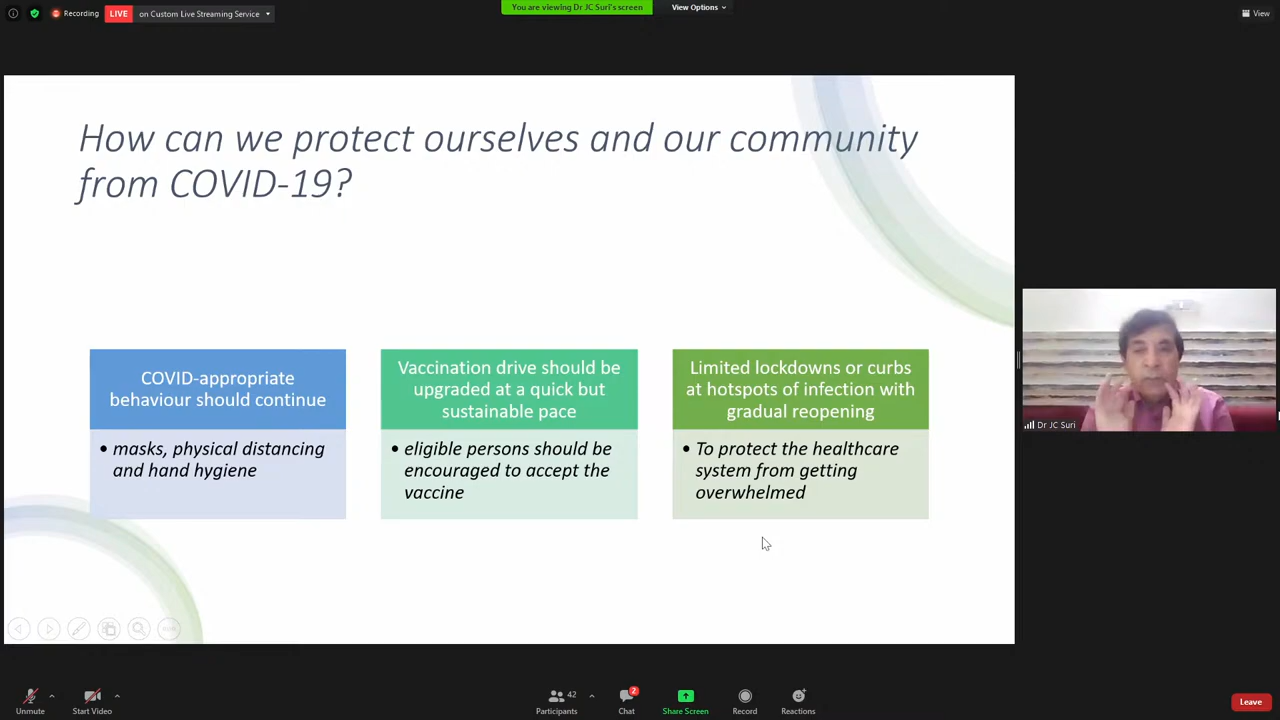 Recording
LIVE
on Custom Live Streaming Service
You are viewing Dr JC Suri's screen
View Options
View
How can we protect ourselves and our community
from COVID-19?
COVID-appropriate
behaviour should continue
• masks, physical distancing
and hand hygiene
Vaccination drive should be
upgraded at a quick but
sustainable pace
• eligible persons should be
encouraged to accept the
vaccine
Limited lockdowns or curbs
at hotspots of infection with
gradual reopening
• To protect the healthcare
system from getting
overwhelmed
Dr JC Suri
Unmute
Start Video
42
Participants
2
Chat
Share Screen
Record
Reactions
Leave